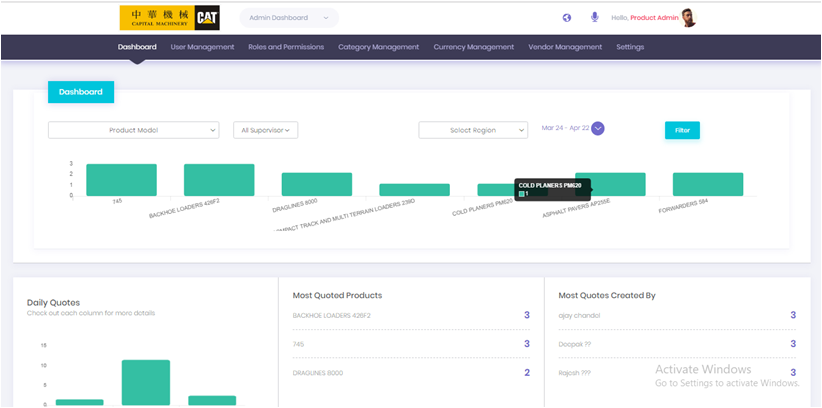 中華機械
CAPITAL MACHINERY
CAT
Admin Dashboard
Hello, Product Admin
Dashboard
User Management
Roles and Permissions
Category Management
Currency Management
Vendor Management
Settings
Dashboard
Product Model
All Supervisor
Select Region
Mar 24 - Apr 22
Filter
3
2
1
0
COLD PLANERS PM620
1
745
BACKHOE LOADERS 426F2
DRAGLINES 8000
MPACT TRACK AND MULTI TERRAIN LOADERS 239D
COLD PLANERS PM620
ASPHALT PAVERS AP255E
FORWARDERS 584
Daily Quotes
Check out each column for more details
15
10
5
0
Most Quoted Products
BACKHOE LOADERS 426F2 3
745 3
DRAGLINES 8000 2
Most Quotes Created By
ajay chandel 3
Deepak ?? 3
Rajesh ??? 3
Activate Windows
Go to Settings to activate Windows.